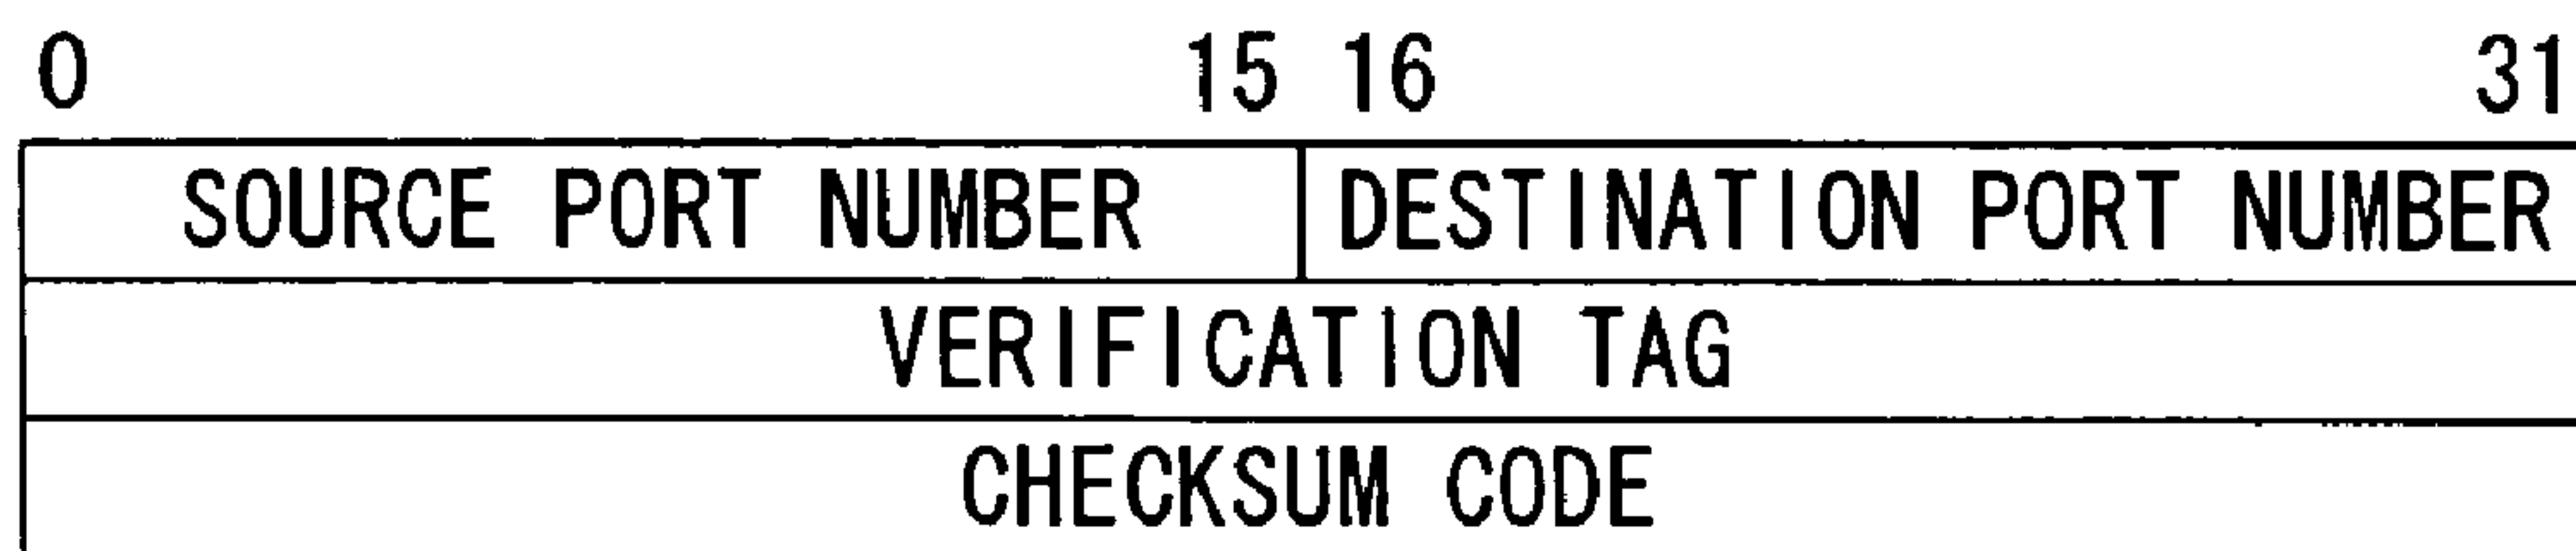 0 15 16 31
SOURCE PORT NUMBER DESTINATION PORT NUMBER
VERIFICATION TAG
CHECKSUM CODE